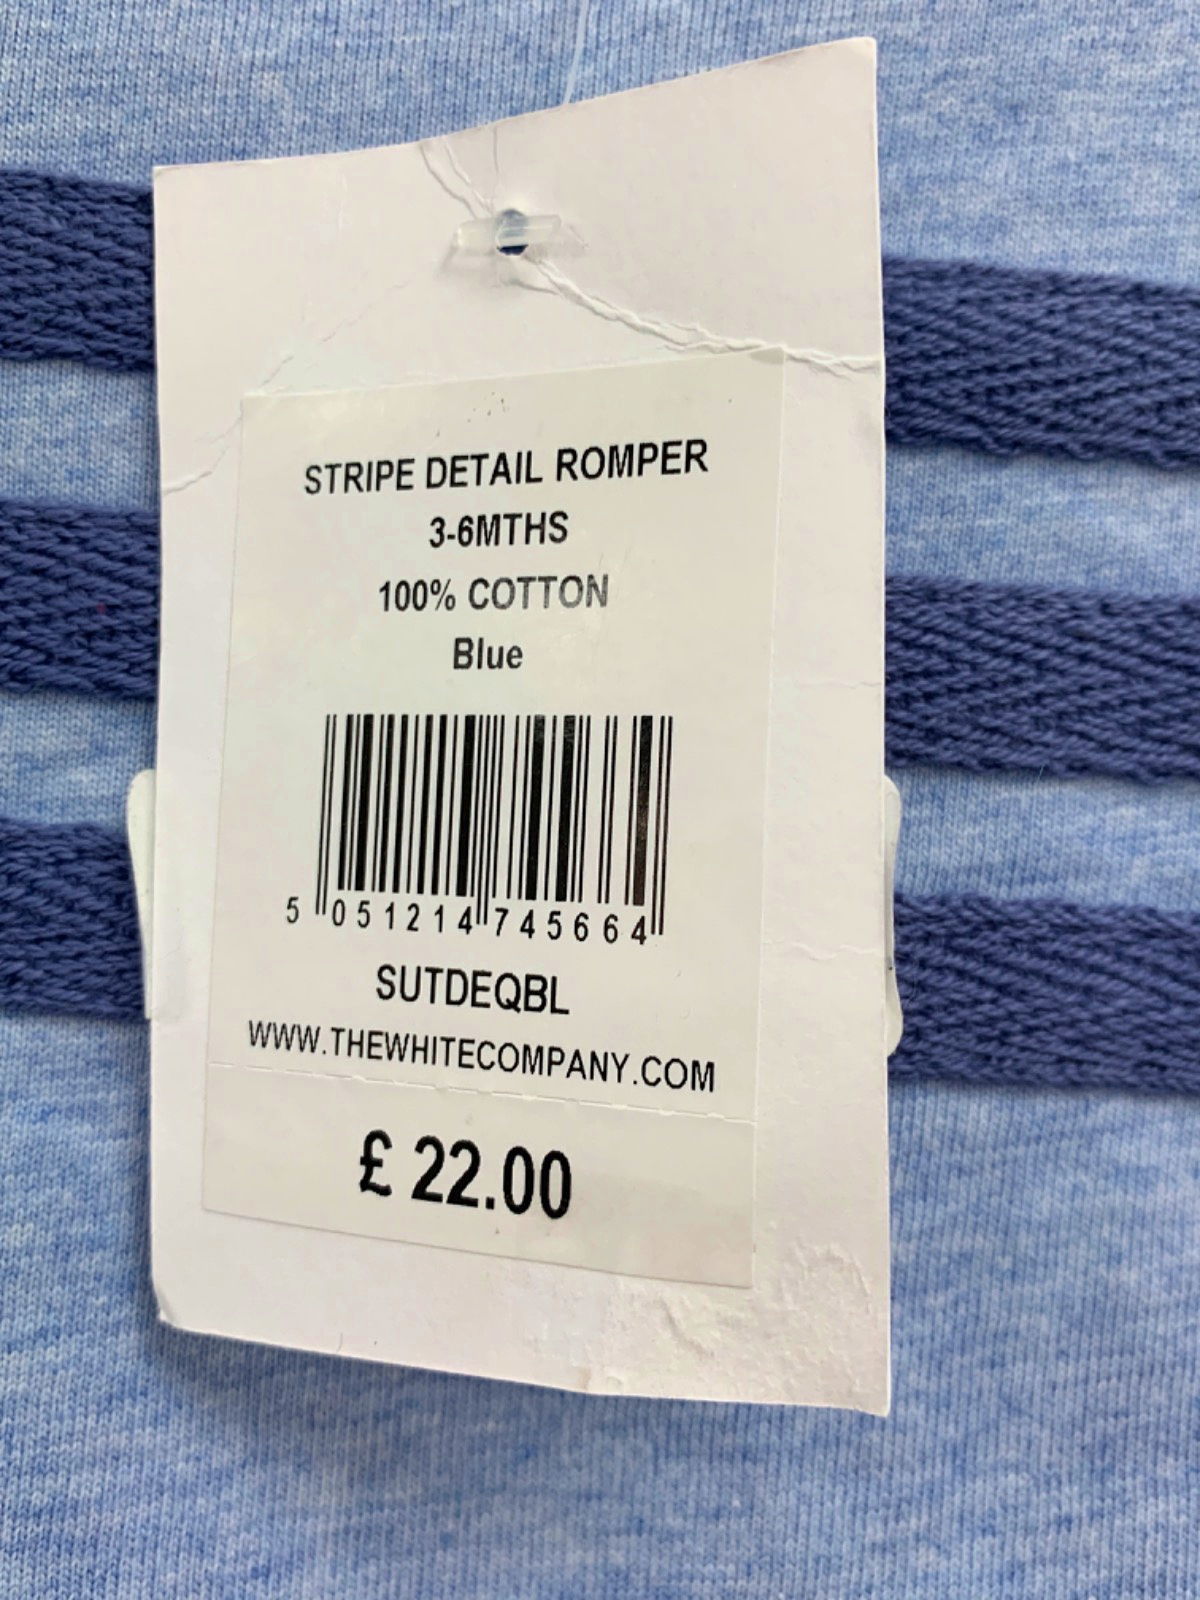 STRIPE DETAIL ROMPER
3-6MTHS
100% COTTON
Blue
5 051214 745664
SUTDEQBL
WWW.THEWHITECOMPANY.COM
£ 22.00